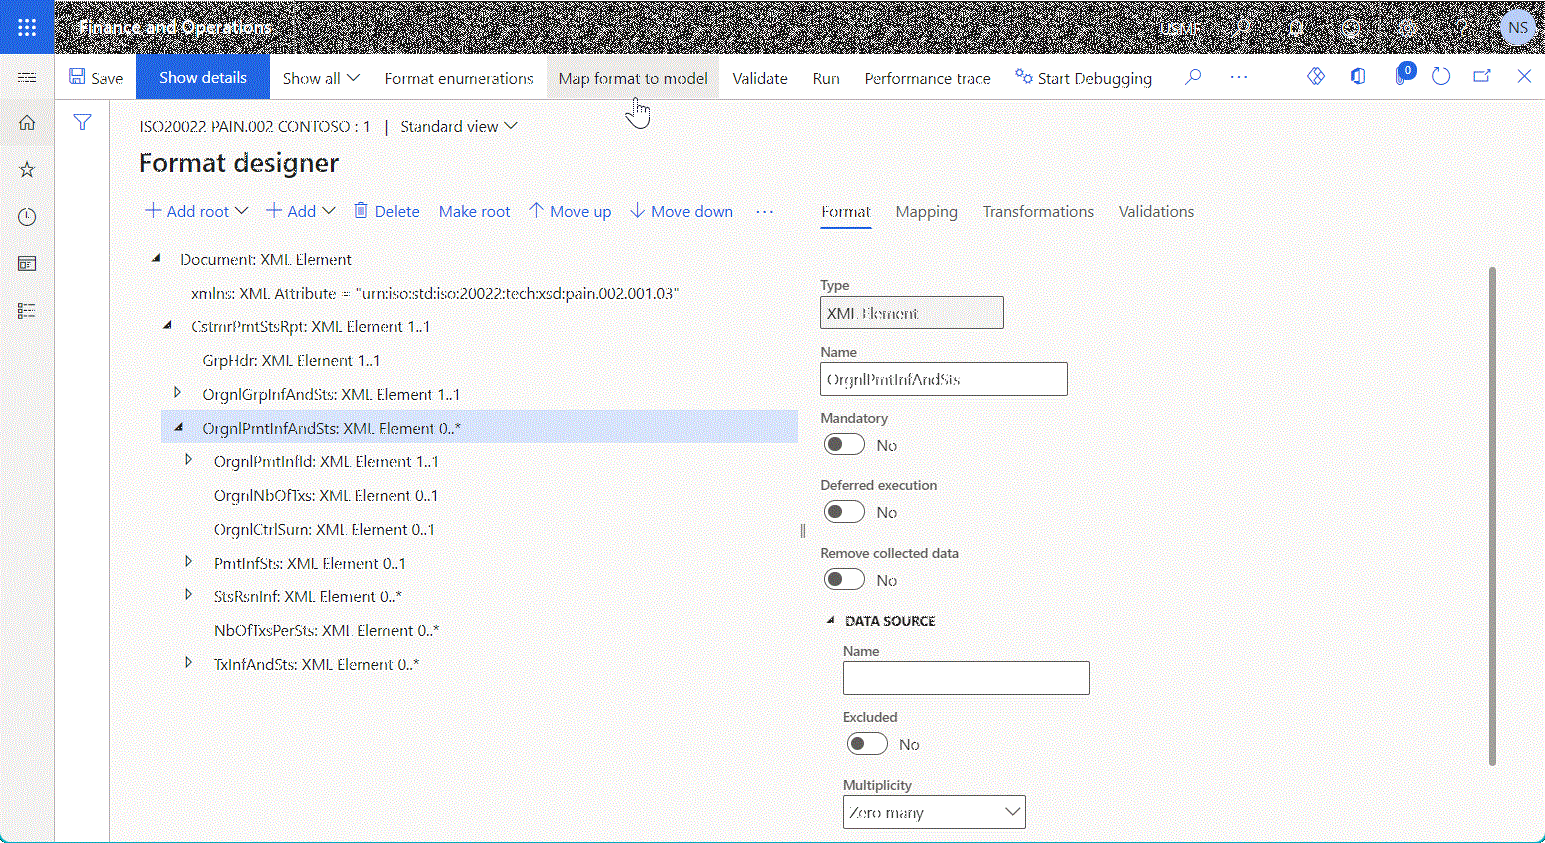 Finance and Operations USMF ? NS
Save Show details Show all Format enumerations Map format to model Validate Run Performance trace Start Debugging ... 0
ISO20022 PAIN.002 CONTOSO : 1 | Standard view
Format designer
Add root Add Delete Make root Move up Move down ...
Format Mapping Transformations Validations
Document: XML Element
xmlns: XML Attribute = "urn:iso:std:iso:20022:tech:xsd:pain.002.001.03"
CstmrPmtStsRpt: XML Element 1..1
GrpHdr: XML Element 1..1
OrgnlGrpInfAndSts: XML Element 1..1
OrgnlPmtInfAndSts: XML Element 0..*
OrgnlPmtInfId: XML Element 1..1
OrgnlNbOfTxs: XML Element 0..1
OrgnlCtrlSum: XML Element 0..1
PmtInfSts: XML Element 0..1
StsRsnInf: XML Element 0..*
NbOfTxsPerSts: XML Element 0..*
TxInfAndSts: XML Element 0..*
Type
XML Element
Name
OrgnlPmtInfAndSts
Mandatory
No
Deferred execution
No
Remove collected data
No
DATA SOURCE
Name
Excluded
No
Multiplicity
Zero many